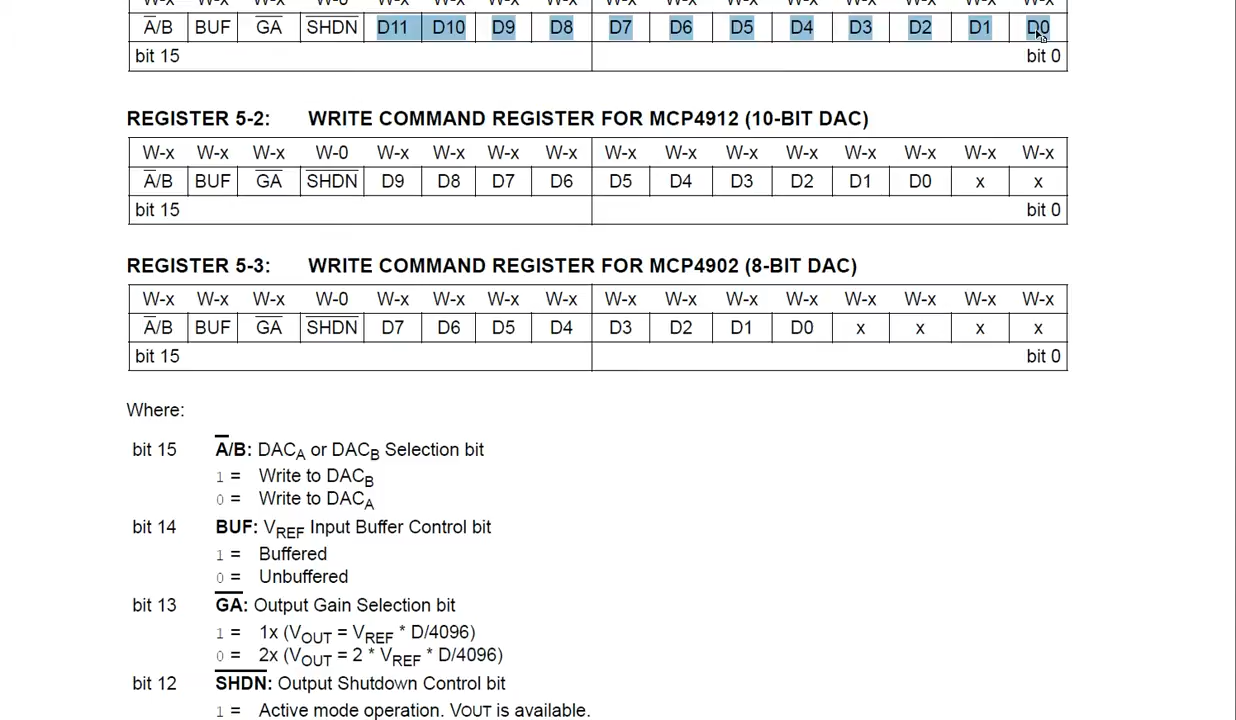 W-x W-x W-x W-0 W-x W-x W-x W-x W-x W-x W-x W-x W-x W-x W-x W-x
A/B BUF GA SHDN D11 D10 D9 D8 D7 D6 D5 D4 D3 D2 D1 D0
bit 15 bit 0
REGISTER 5-2: WRITE COMMAND REGISTER FOR MCP4912 (10-BIT DAC)
W-x W-x W-x W-0 W-x W-x W-x W-x W-x W-x W-x W-x W-x W-x W-x W-x
A/B BUF GA SHDN D9 D8 D7 D6 D5 D4 D3 D2 D1 D0 x x
bit 15 bit 0
REGISTER 5-3: WRITE COMMAND REGISTER FOR MCP4902 (8-BIT DAC)
W-x W-x W-x W-0 W-x W-x W-x W-x W-x W-x W-x W-x W-x W-x W-x W-x
A/B BUF GA SHDN D7 D6 D5 D4 D3 D2 D1 D0 x x x x
bit 15 bit 0
Where:
bit 15 A/B: DACA or DACB Selection bit
1 = Write to DACB
0 = Write to DACA
bit 14 BUF: VREF Input Buffer Control bit
1 = Buffered
0 = Unbuffered
bit 13 GA: Output Gain Selection bit
1 = 1x (VOUT = VREF * D/4096)
0 = 2x (VOUT = 2 * VREF * D/4096)
bit 12 SHDN: Output Shutdown Control bit
1 = Active mode operation. VOUT is available.